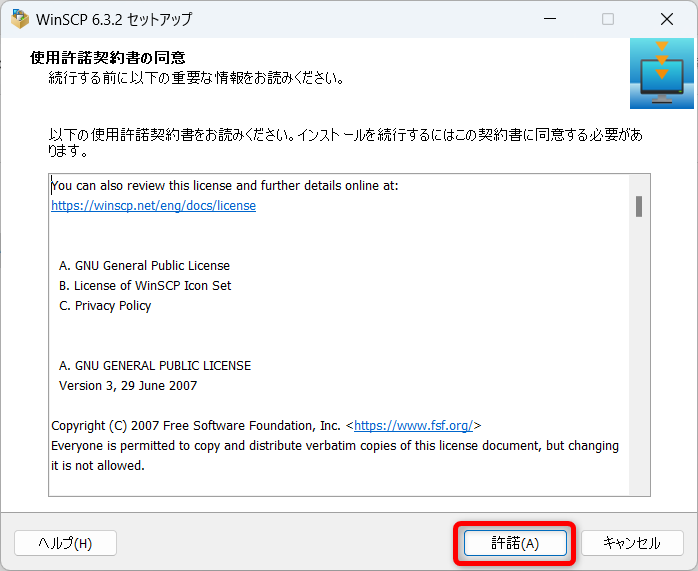 WinSCP 6.3.2 セットアップ
使用許諾契約書の同意
続行する前に以下の重要な情報をお読みください。
以下の使用許諾契約書をお読みください。インストールを続行するにはこの契約書に同意する必要があ
ります。
You can also review this license and further details online at:
https://winscp.net/eng/docs/license
A. GNU General Public License
B. License of WinSCP Icon Set
C. Privacy Policy
A. GNU GENERAL PUBLIC LICENSE
Version 3, 29 June 2007
Copyright (C) 2007 Free Software Foundation, Inc. <https://www.fsf.org/>
Everyone is permitted to copy and distribute verbatim copies of this license document, but changing
it is not allowed.
ヘルプ(H)
許諾(A)
キャンセル